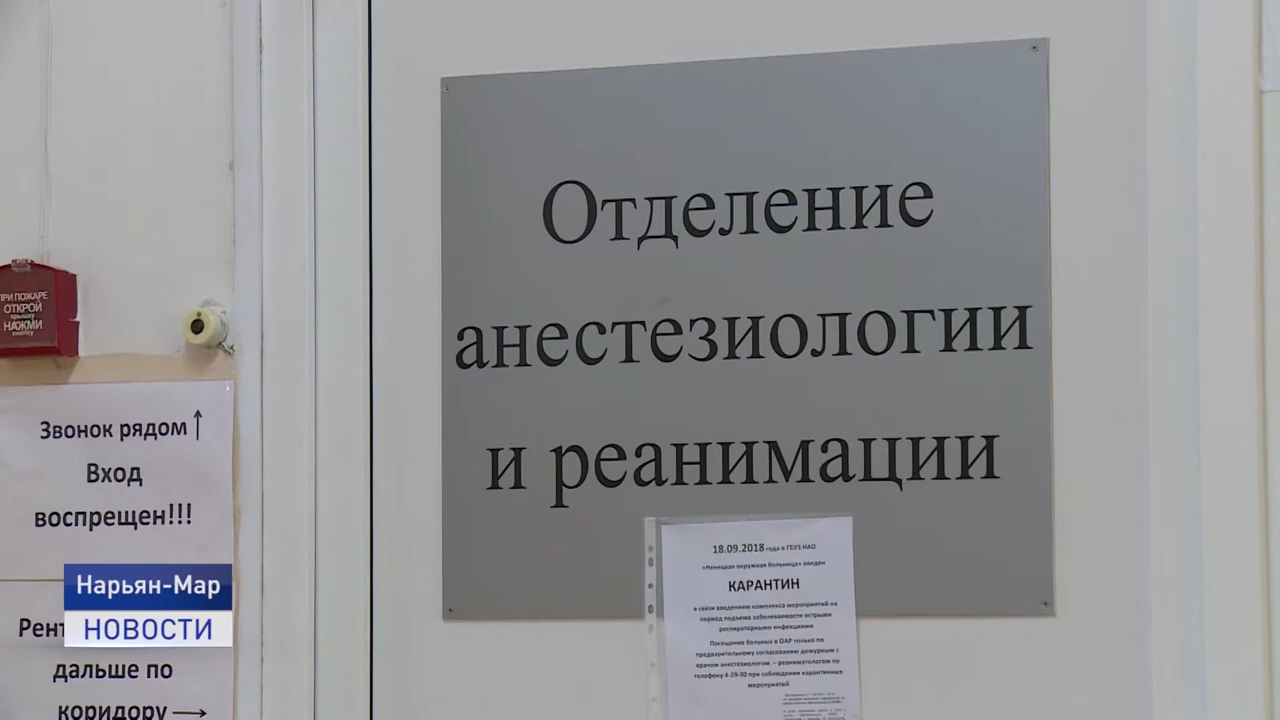 Отделение
анестезиологии
и реанимации
ПРИ ПОЖАРЕ
ОТКРОЙ
крышку
НАЖМИ
кнопку
Звонок рядом ↑
Вход
воспрещен!!!
Рент
дальше по
коридору →
Нарьян-Мар
НОВОСТИ
18.09.2018 года в ГБУЗ НАО
«Ненецкая окружная больница» введен
КАРАНТИН
в связи введением комплекса мероприятий на
период подъема заболеваемости острыми
респираторными инфекциями
Посещение больных в ОАР только по
предварительному согласованию дежурным с
врачом анестезиологом – реаниматологом по
телефону 4-29-00 при соблюдении карантинных
мероприятий